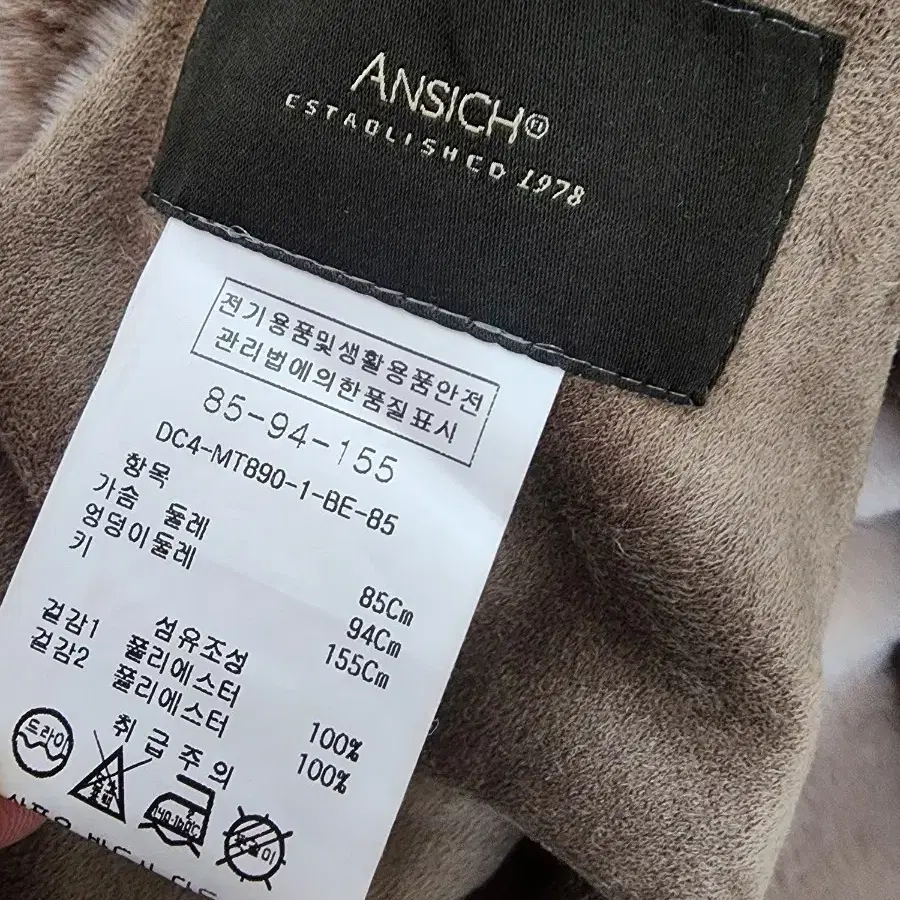 ANSICH®
ESTABLISHED 1978
전기용품및생활용품안전
관리법에의한품질표시
85-94-155
DC4-MT890-1-BE-85
항목
가슴 둘레 85Cm
엉덩이둘레 94Cm
키 155Cm
섬유조성
겉감1 폴리에스터 100%
겉감2 폴리에스터 100%
취급주의
드라이